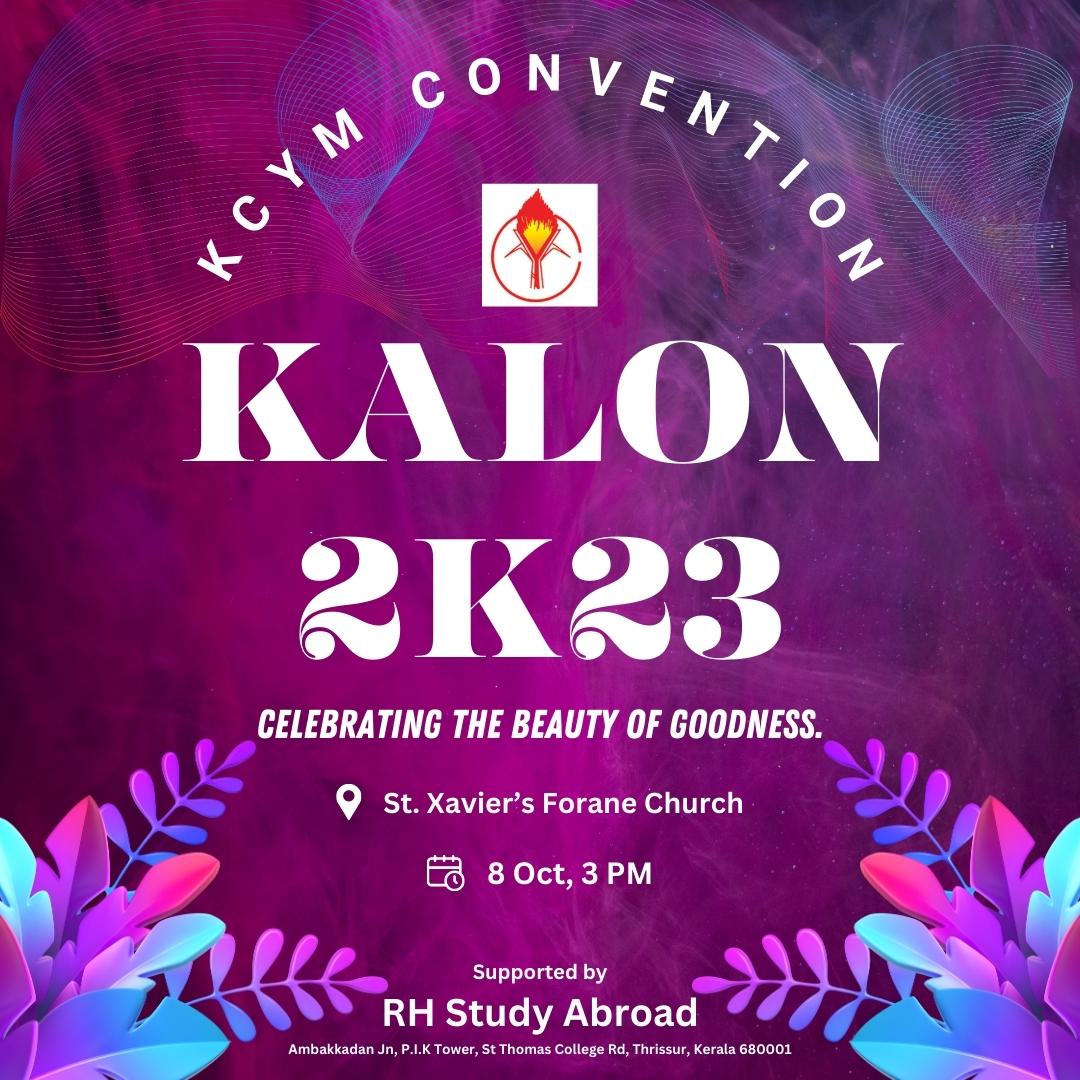 KCYM CONVENTION
KALON
2K23
CELEBRATING THE BEAUTY OF GOODNESS.
St. Xavier’s Forane Church
8 Oct, 3 PM
Supported by
RH Study Abroad
Ambakkadan Jn, P.I.K Tower, St Thomas College Rd, Thrissur, Kerala 680001